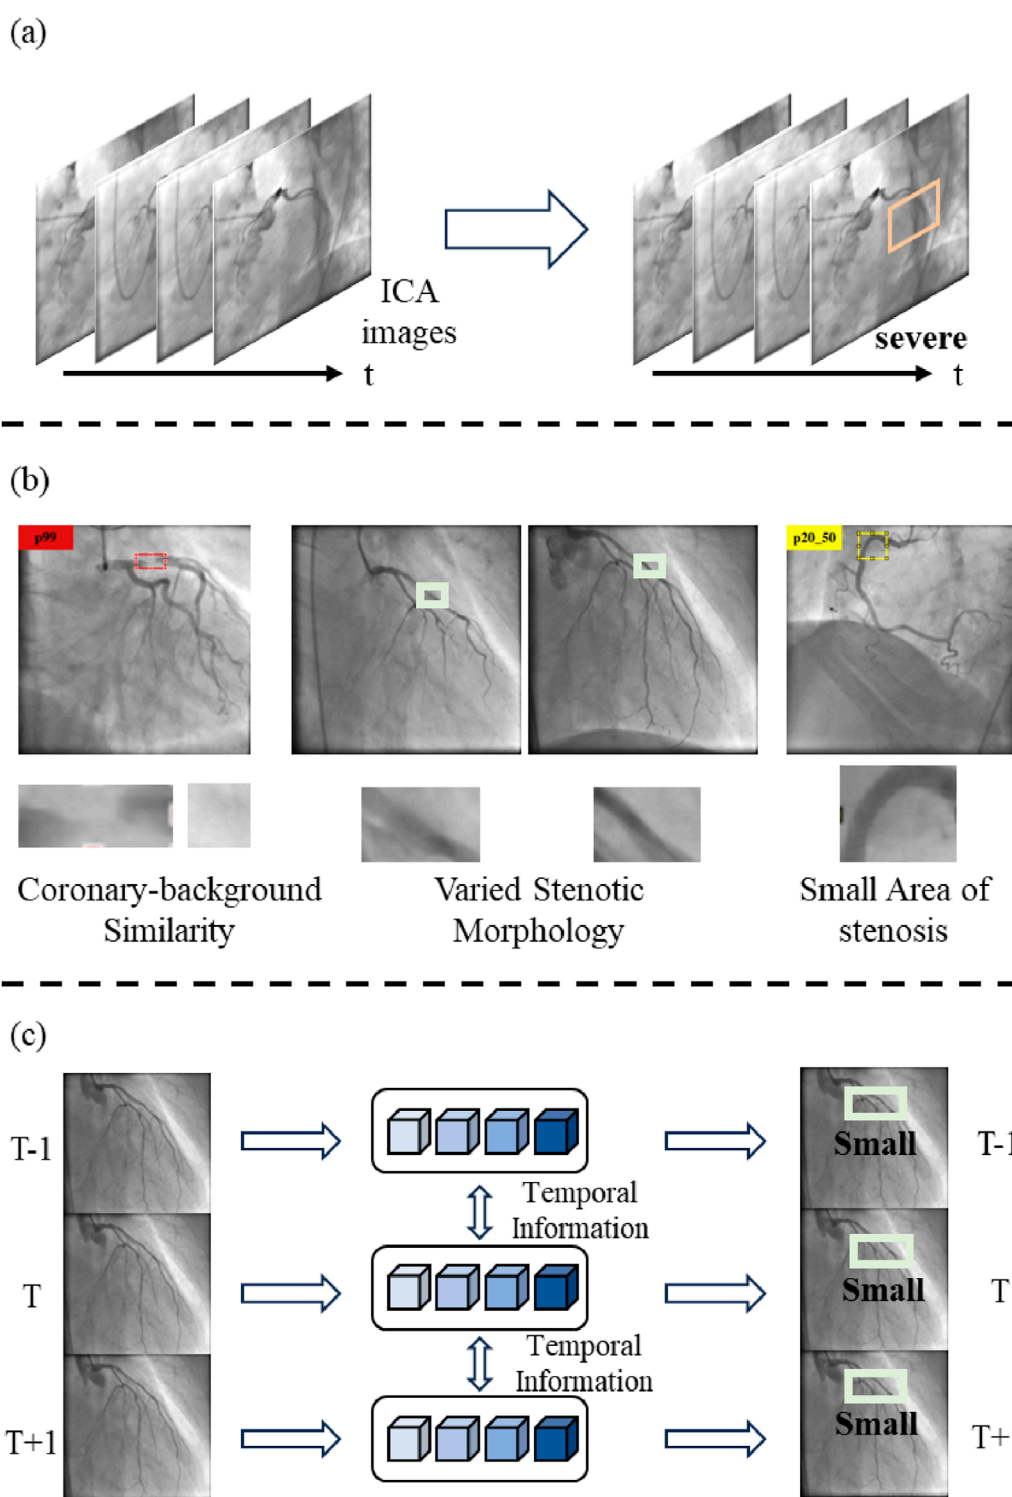 (a)
ICA
images
t
severe
t
(b)
p99
p20_50
Coronary-background
Similarity
Varied Stenotic
Morphology
Small Area of
stenosis
(c)
T-1
Temporal
Information
Small
T-1
T
Small
T
Temporal
Information
T+1
Small
T+